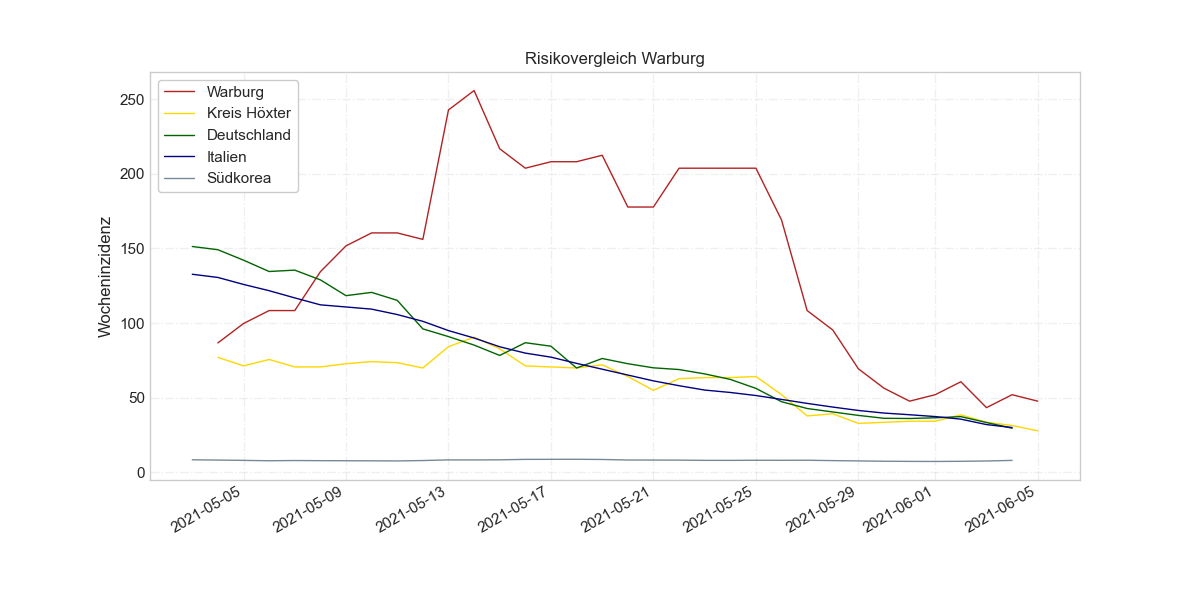 Risikovergleich Warburg
Warburg
Kreis Höxter
Deutschland
Italien
Südkorea
Wocheninzidenz
250
200
150
100
50
0
2021-05-05
2021-05-09
2021-05-13
2021-05-17
2021-05-21
2021-05-25
2021-05-29
2021-06-01
2021-06-05